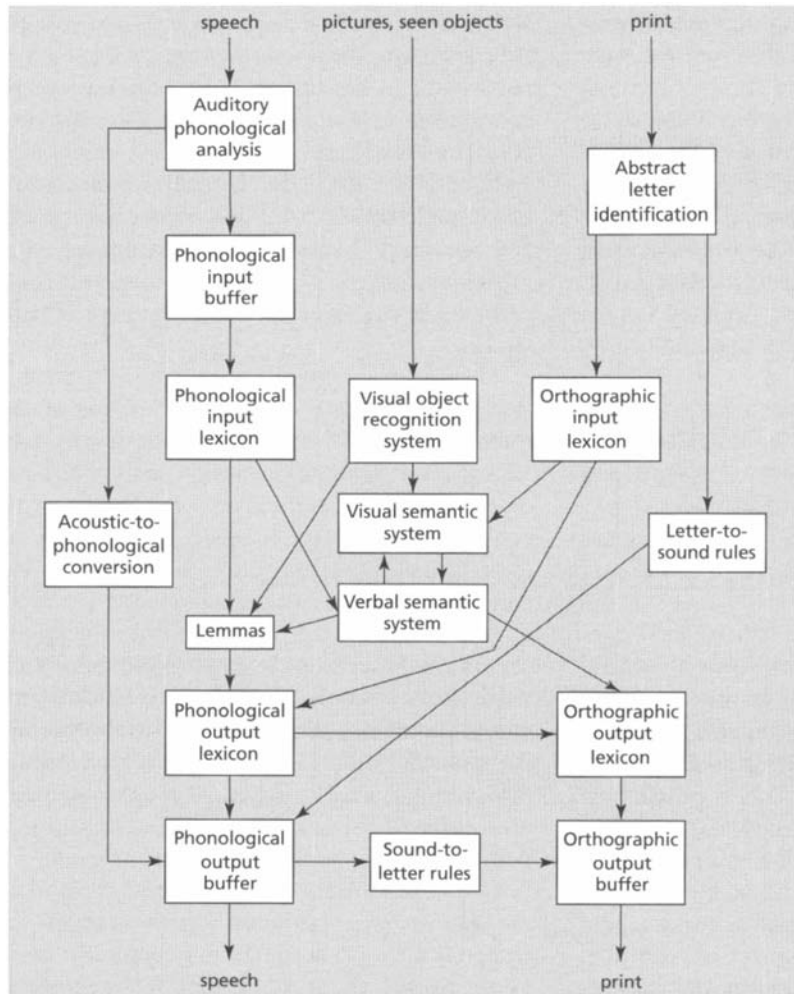 speech
pictures, seen objects
print
Auditory
phonological
analysis
Abstract
letter
identification
Phonological
input
buffer
Phonological
input
lexicon
Visual object
recognition
system
Orthographic
input
lexicon
Acoustic-to-
phonological
conversion
Visual semantic
system
Letter-to-
sound rules
Verbal semantic
system
Lemmas
Phonological
output
lexicon
Orthographic
output
lexicon
Phonological
output
buffer
Sound-to-
letter rules
Orthographic
output
buffer
speech
print